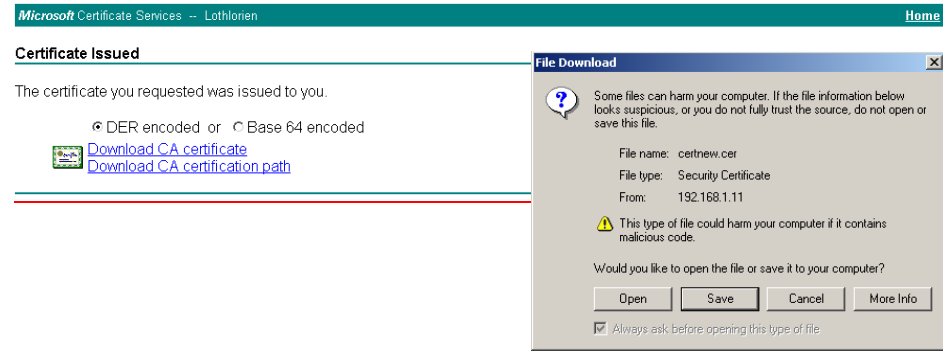 Microsoft Certificate Services -- Lothlorien Home
Certificate Issued
The certificate you requested was issued to you.
DER encoded or Base 64 encoded
Download CA certificate
Download CA certification path
File Download
Some files can harm your computer. If the file information below
looks suspicious, or you do not fully trust the source, do not open or
save this file.
File name: certnew.cer
File type: Security Certificate
From: 192.168.1.11
This type of file could harm your computer if it contains
malicious code.
Would you like to open the file or save it to your computer?
Open Save Cancel More Info
Always ask before opening this type of file